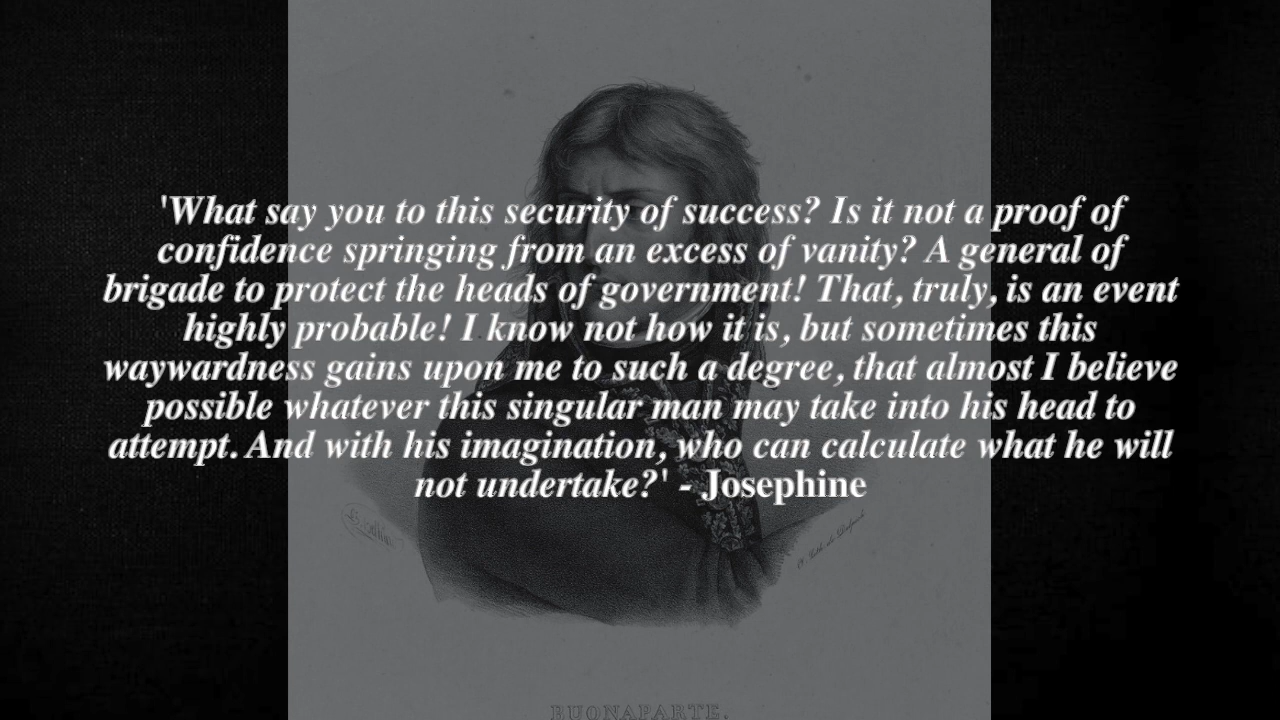 'What say you to this security of success? Is it not a proof of
confidence springing from an excess of vanity? A general of
brigade to protect the heads of government! That, truly, is an event
highly probable! I know not how it is, but sometimes this
waywardness gains upon me to such a degree, that almost I believe
possible whatever this singular man may take into his head to
attempt. And with his imagination, who can calculate what he will
not undertake?' - Josephine
BUONAPARTE.